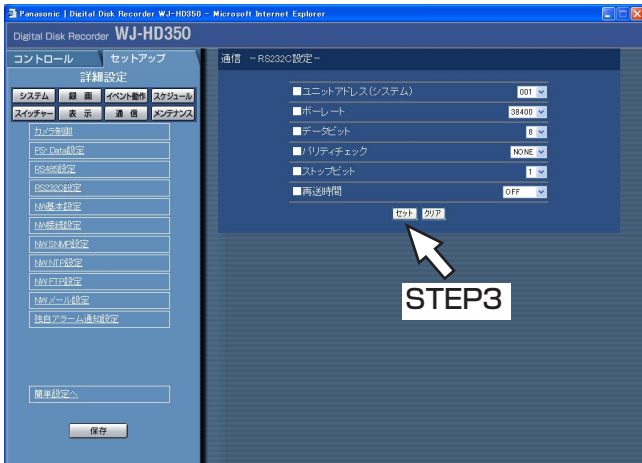 Panasonic | Digital Disk Recorder WJ-HD350 - Microsoft Internet Explorer
Digital Disk Recorder WJ-HD350
コントロール セットアップ
詳細設定
システム 録 画 イベント動作 スケジュール
スイッチャー 表 示 通 信 メンテナンス
カメラ制御
PS・Data設定
RS485設定
RS232C設定
NW基本設定
NW接続設定
NW SNMP設定
NW NTP設定
NW FTP設定
NW メール設定
独自アラーム通知設定
簡単設定へ
保存
通信 -RS232C設定-
■ユニットアドレス(システム) 001
■ボーレート 38400
■データビット 8
■パリティチェック NONE
■ストップビット 1
■再送時間 OFF
セット クリア
STEP3